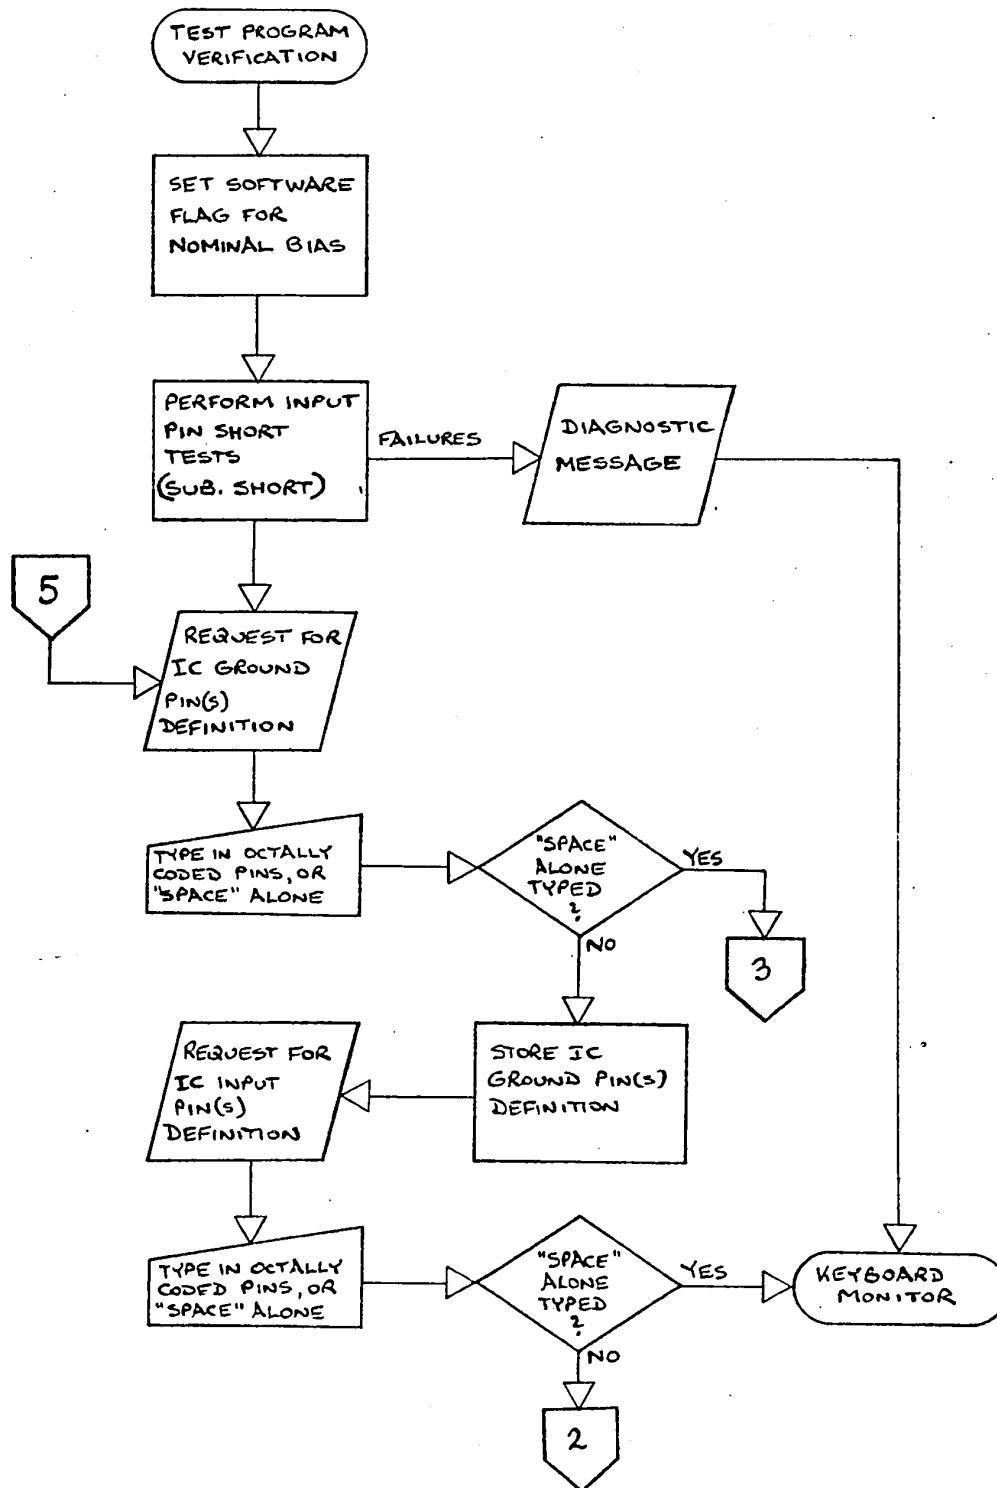 TEST PROGRAM
VERIFICATION
SET SOFTWARE
FLAG FOR
NOMINAL BIAS
PERFORM INPUT
PIN SHORT
TESTS
(SUB. SHORT)
FAILURES
DIAGNOSTIC
MESSAGE
5
REQUEST FOR
IC GROUND
PIN(S)
DEFINITION
TYPE IN OCTALLY
CODED PINS, OR
"SPACE" ALONE
"SPACE"
ALONE
TYPED
?
YES
3
NO
STORE IC
GROUND PIN(S)
DEFINITION
REQUEST FOR
IC INPUT
PIN(S)
DEFINITION
TYPE IN OCTALLY
CODED PINS, OR
"SPACE" ALONE
"SPACE"
ALONE
TYPED
?
YES
KEYBOARD
MONITOR
NO
2